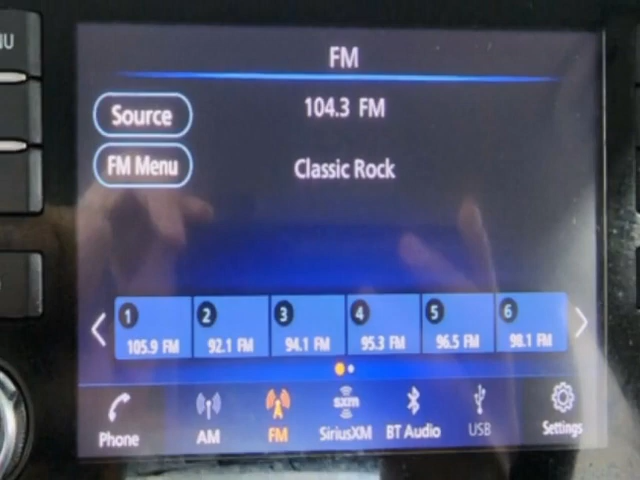 NU
FM
Source
104.3 FM
FM Menu
Classic Rock
1 2 3 4 5 6
105.9 FM 92.1 FM 94.1 FM 95.3 FM 96.5 FM 98.1 FM
sxm
Phone AM FM SiriusXM BT Audio USB Settings